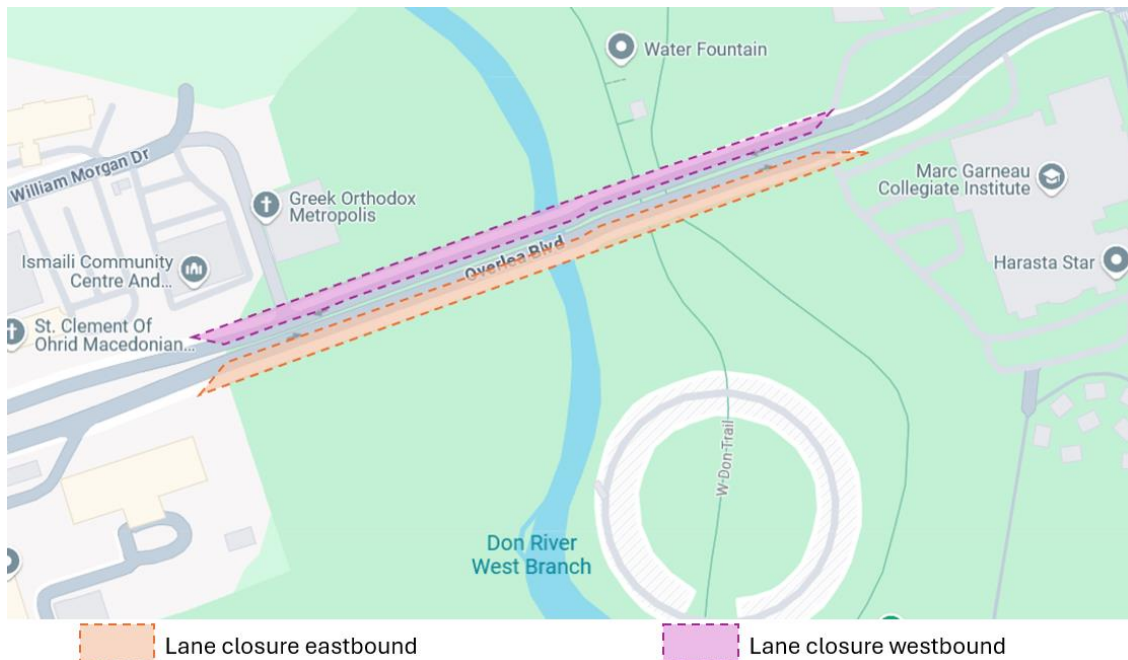 Water Fountain
William Morgan Dr
Greek Orthodox
Metropolis
Marc Garneau
Collegiate Institute
Ismaili Community
Centre And...
Overlea Blvd
Harasta Star
St. Clement Of
Ohrid Macedonian...
W-Don-Trail
Don River
West Branch
Lane closure eastbound
Lane closure westbound